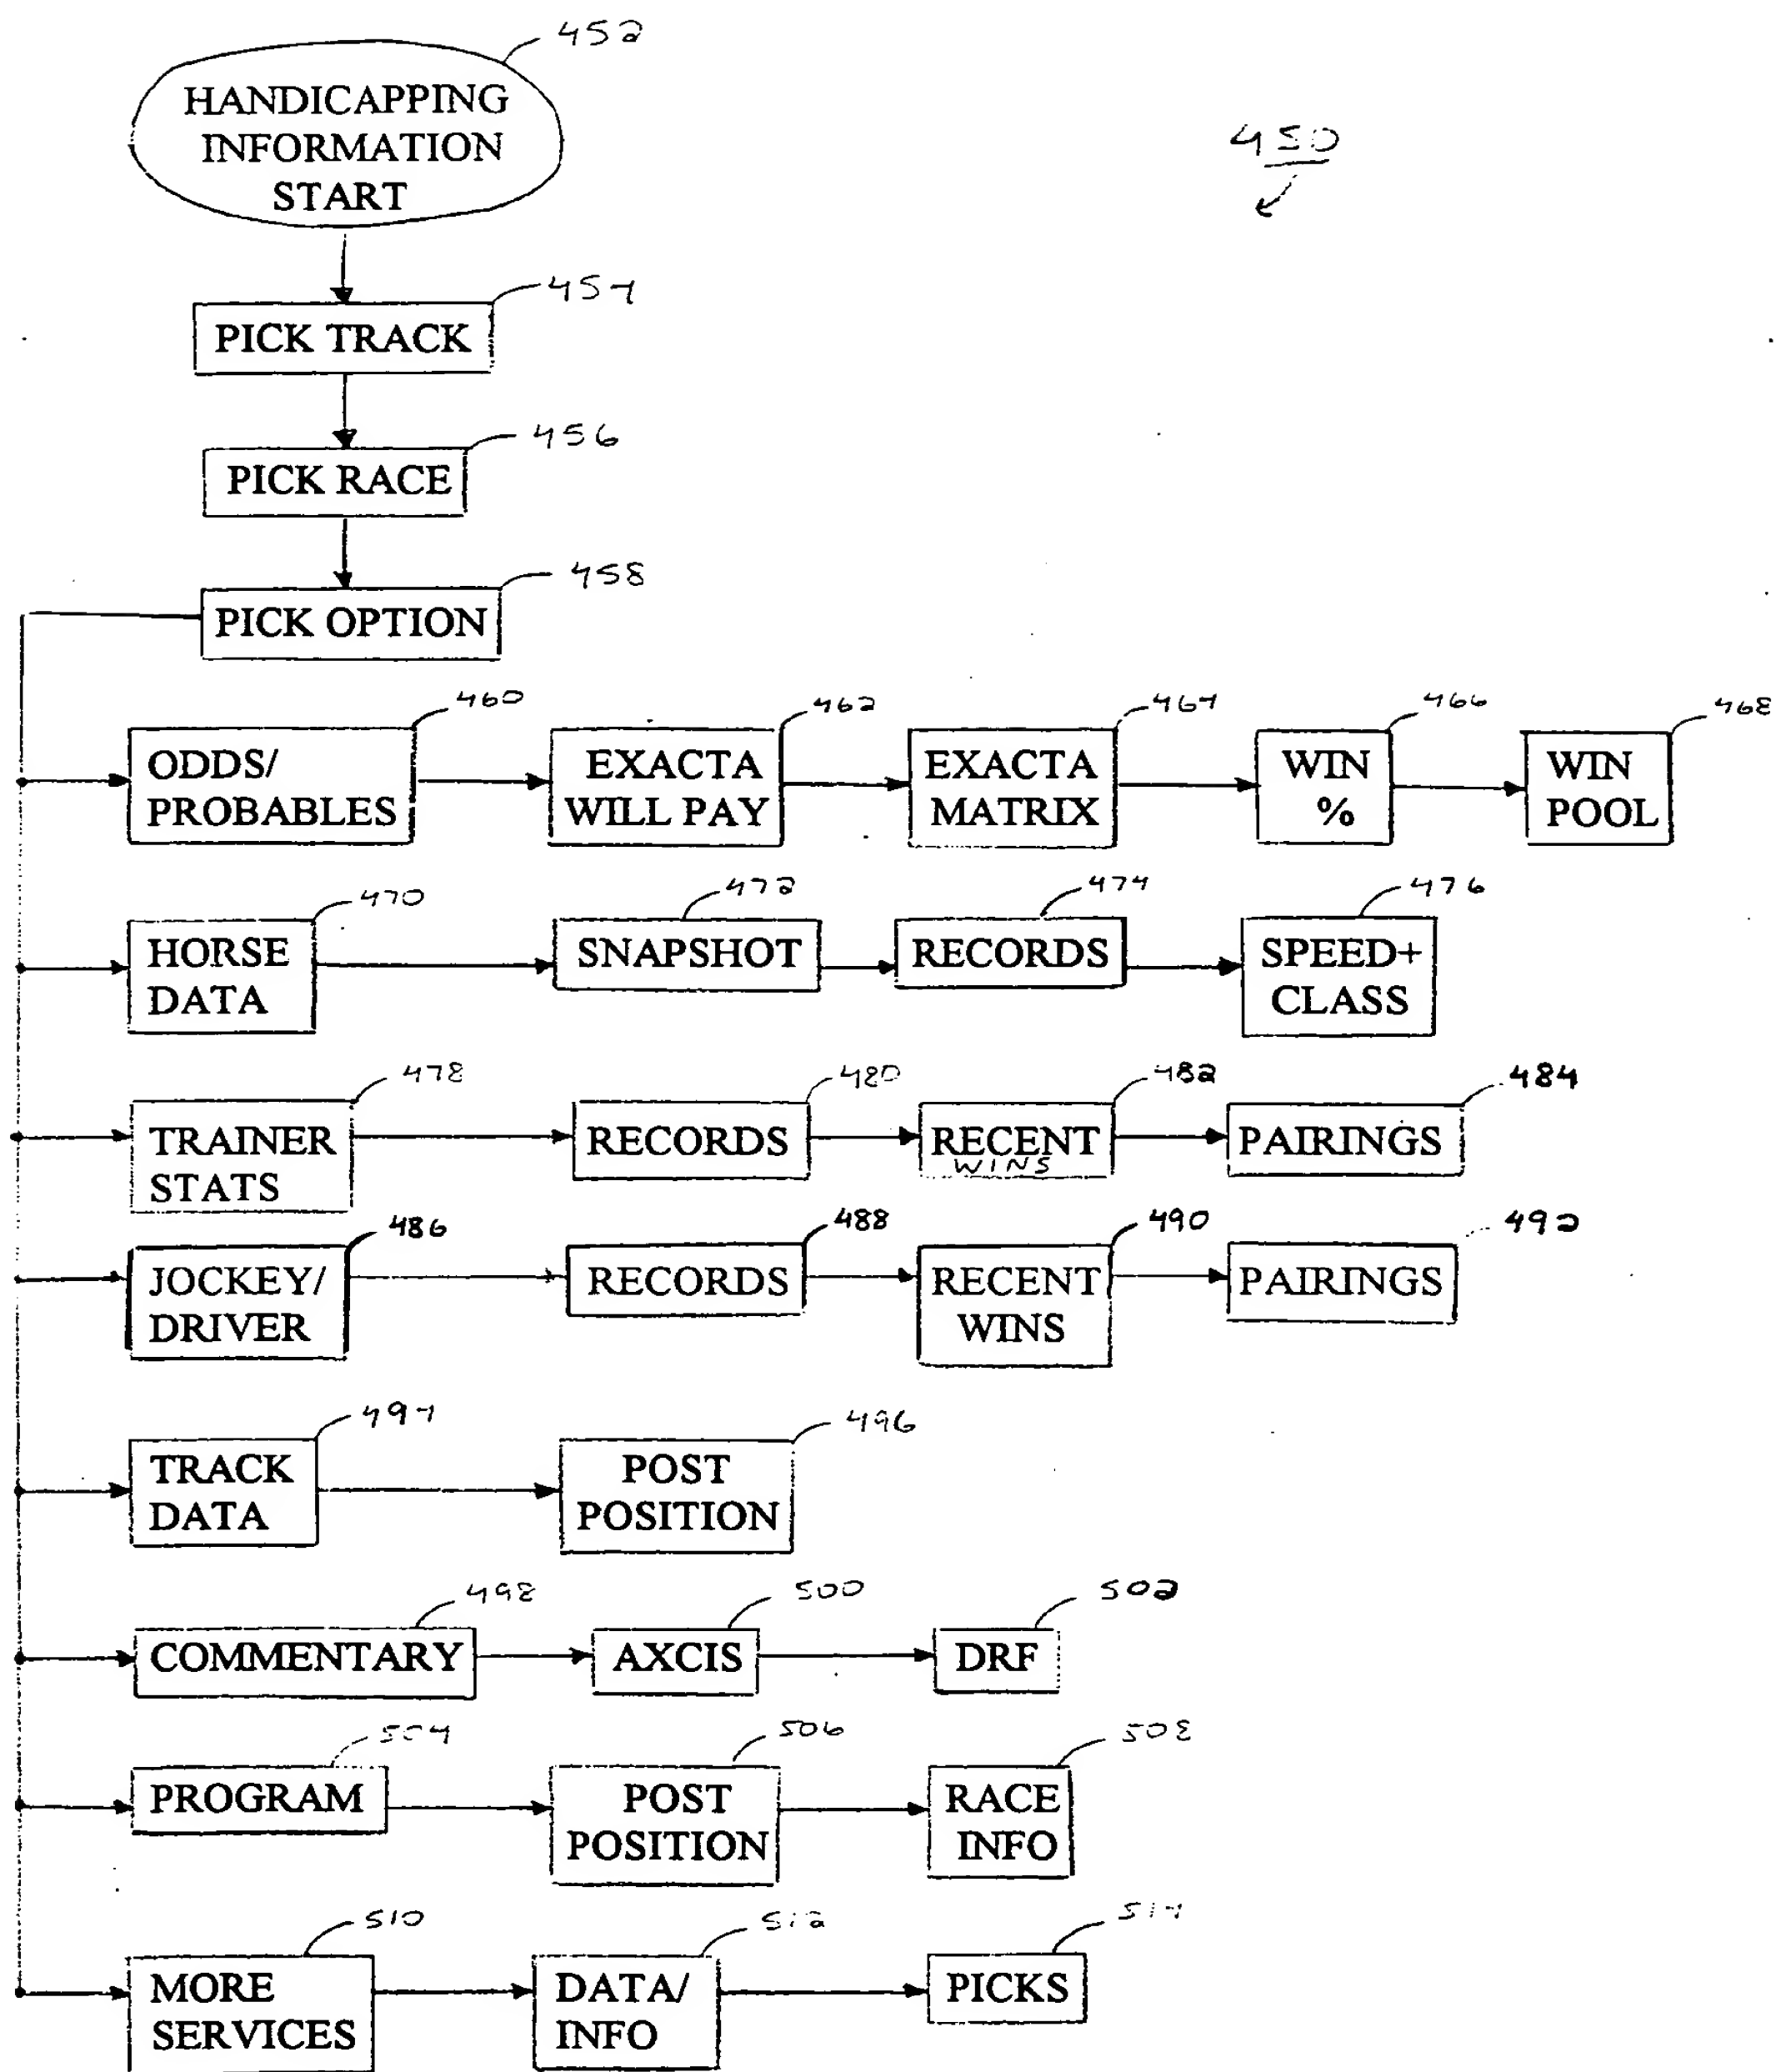 452
HANDICAPPING
INFORMATION
START
450
454
PICK TRACK
456
PICK RACE
458
PICK OPTION
460 462 464 466 468
ODDS/ EXACTA EXACTA WIN WIN
PROBABLES WILL PAY MATRIX % POOL
470 472 474 476
HORSE SNAPSHOT RECORDS SPEED+
DATA CLASS
478 480 482 484
TRAINER RECORDS RECENT PAIRINGS
STATS WINS
486 488 490 492
JOCKEY/ RECORDS RECENT PAIRINGS
DRIVER WINS
494 496
TRACK POST
DATA POSITION
498 500 502
COMMENTARY AXCIS DRF
504 506 508
PROGRAM POST RACE
POSITION INFO
510 512 514
MORE DATA/ PICKS
SERVICES INFO